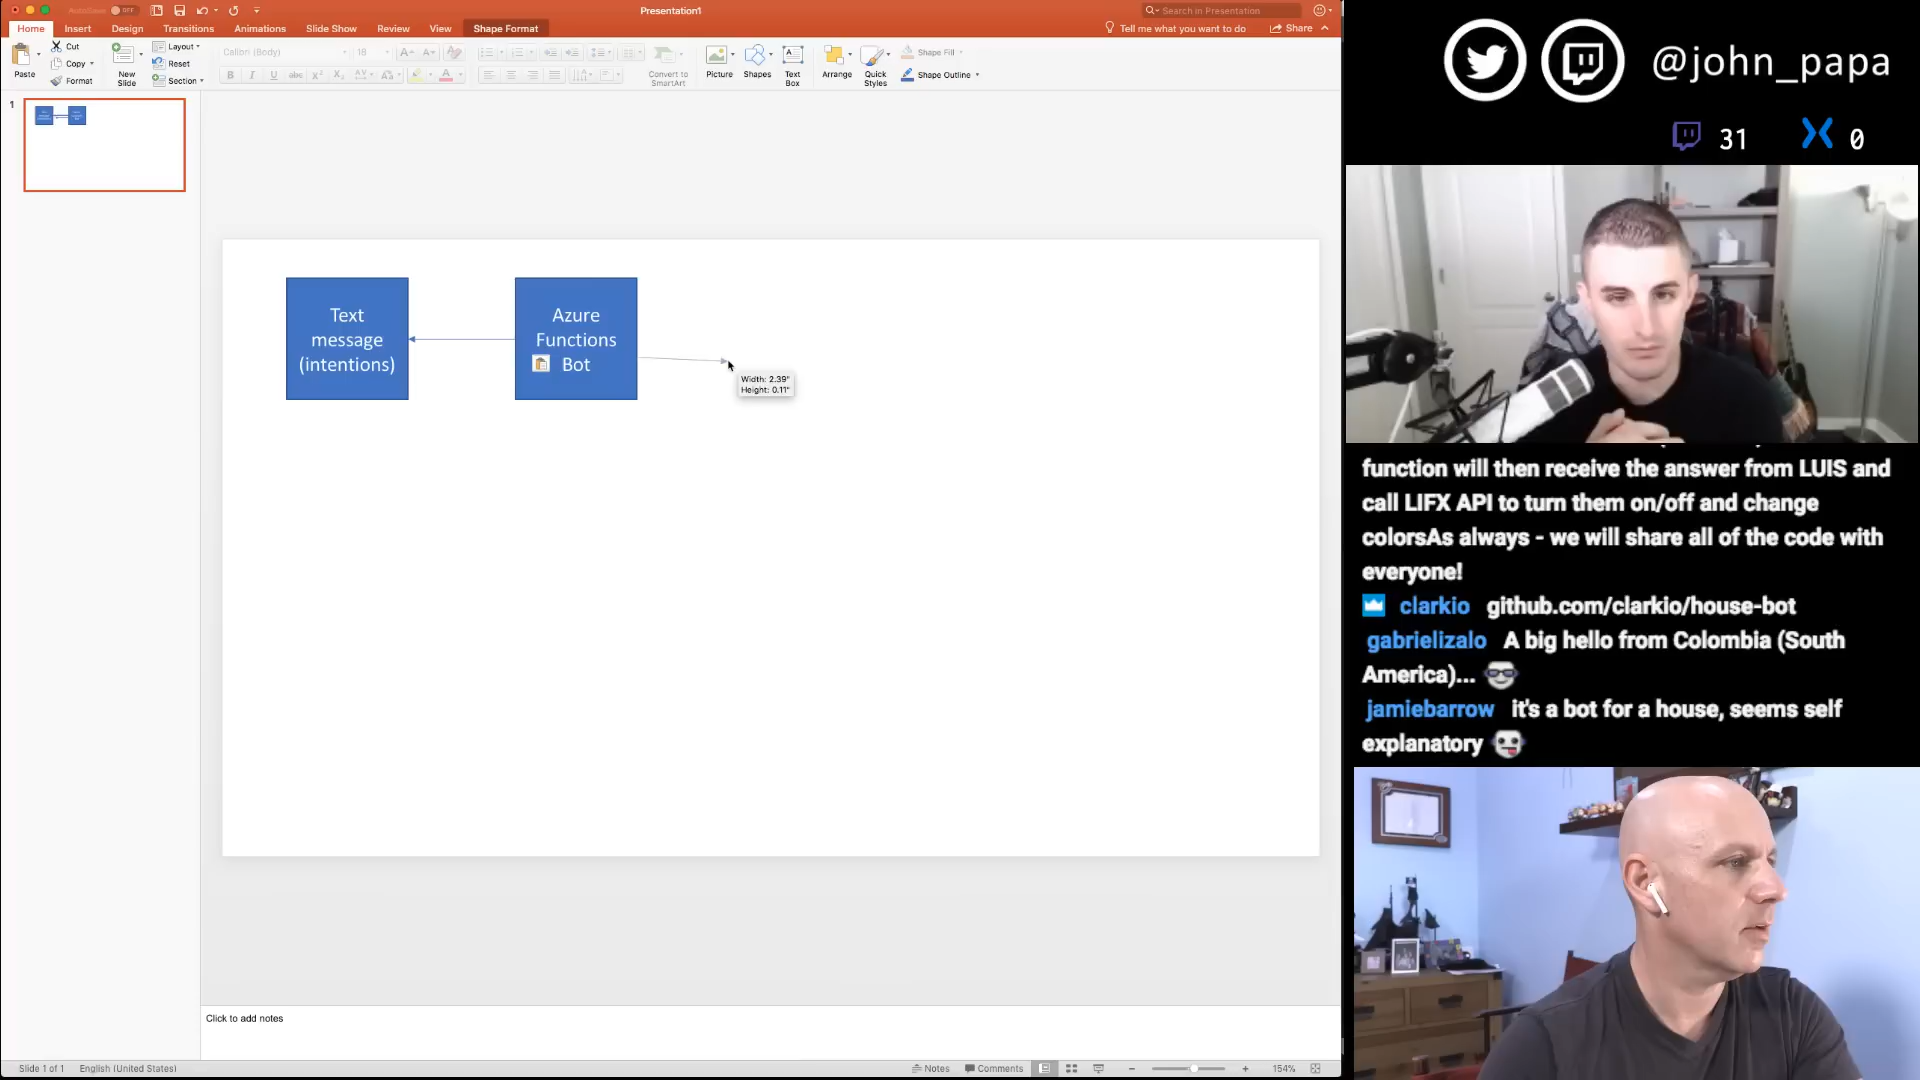 AutoSave OFF
Presentation1
Search in Presentation
Home Insert Design Transitions Animations Slide Show Review View Shape Format
Tell me what you want to do
Share
Paste
Cut
Copy
Format
New
Slide
Layout
Reset
Section
Calibri (Body)
18
Convert to
SmartArt
Picture
Shapes
Text
Box
Arrange
Quick
Styles
Shape Fill
Shape Outline
1
Text
message
(intentions)
Azure
Functions
Bot
Width: 2.39"
Height: 0.11"
Click to add notes
Slide 1 of 1
English (United States)
Notes
Comments
154%
@john_papa
31
0
function will then receive the answer from LUIS and
call LIFX API to turn them on/off and change
colorsAs always - we will share all of the code with
everyone!
clarkio github.com/clarkio/house-bot
gabrielizalo A big hello from Colombia (South
America)...
jamiebarrow it's a bot for a house, seems self
explanatory